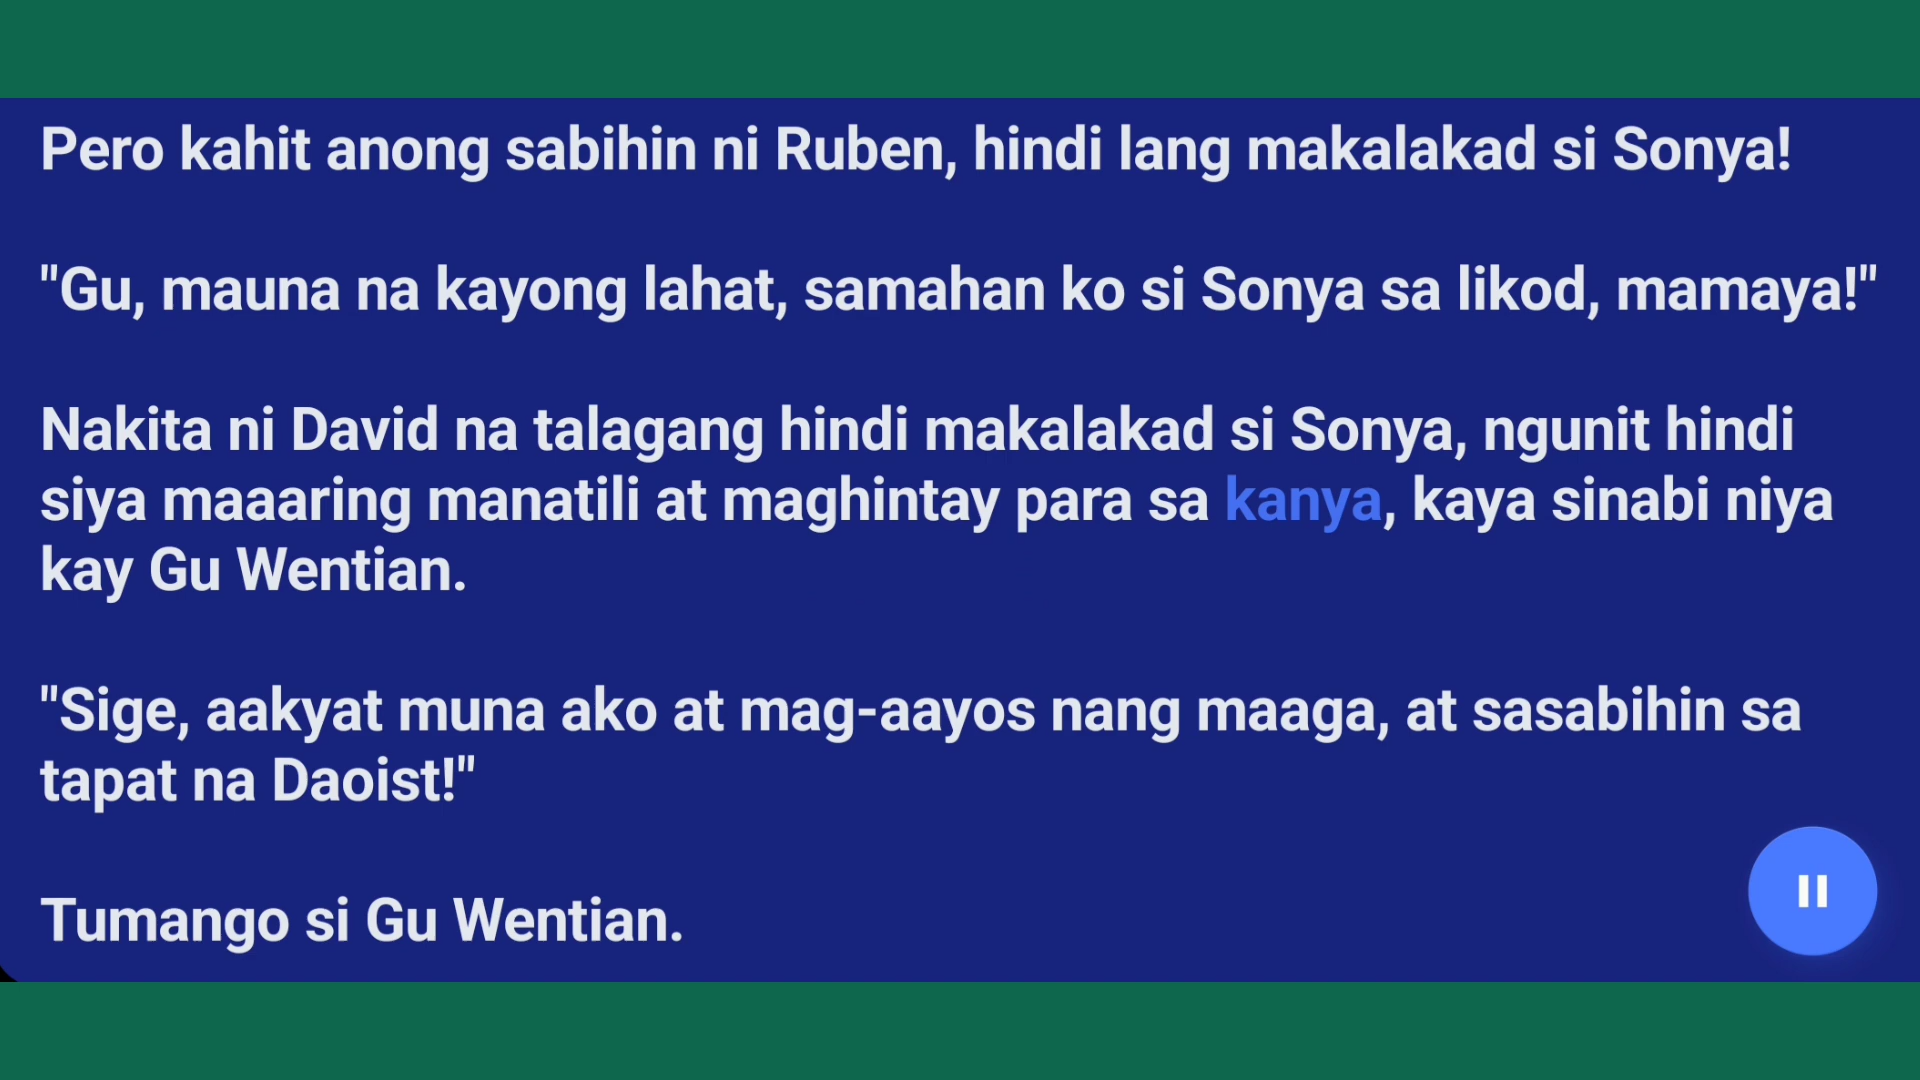 Pero kahit anong sabihin ni Ruben, hindi lang makalakad si Sonya!
"Gu, mauna na kayong lahat, samahan ko si Sonya sa likod, mamaya!"
Nakita ni David na talagang hindi makalakad si Sonya, ngunit hindi
siya maaaring manatili at maghintay para sa kanya, kaya sinabi niya
kay Gu Wentian.
"Sige, aakyat muna ako at mag-aayos nang maaga, at sasabihin sa
tapat na Daoist!"
Tumango si Gu Wentian.